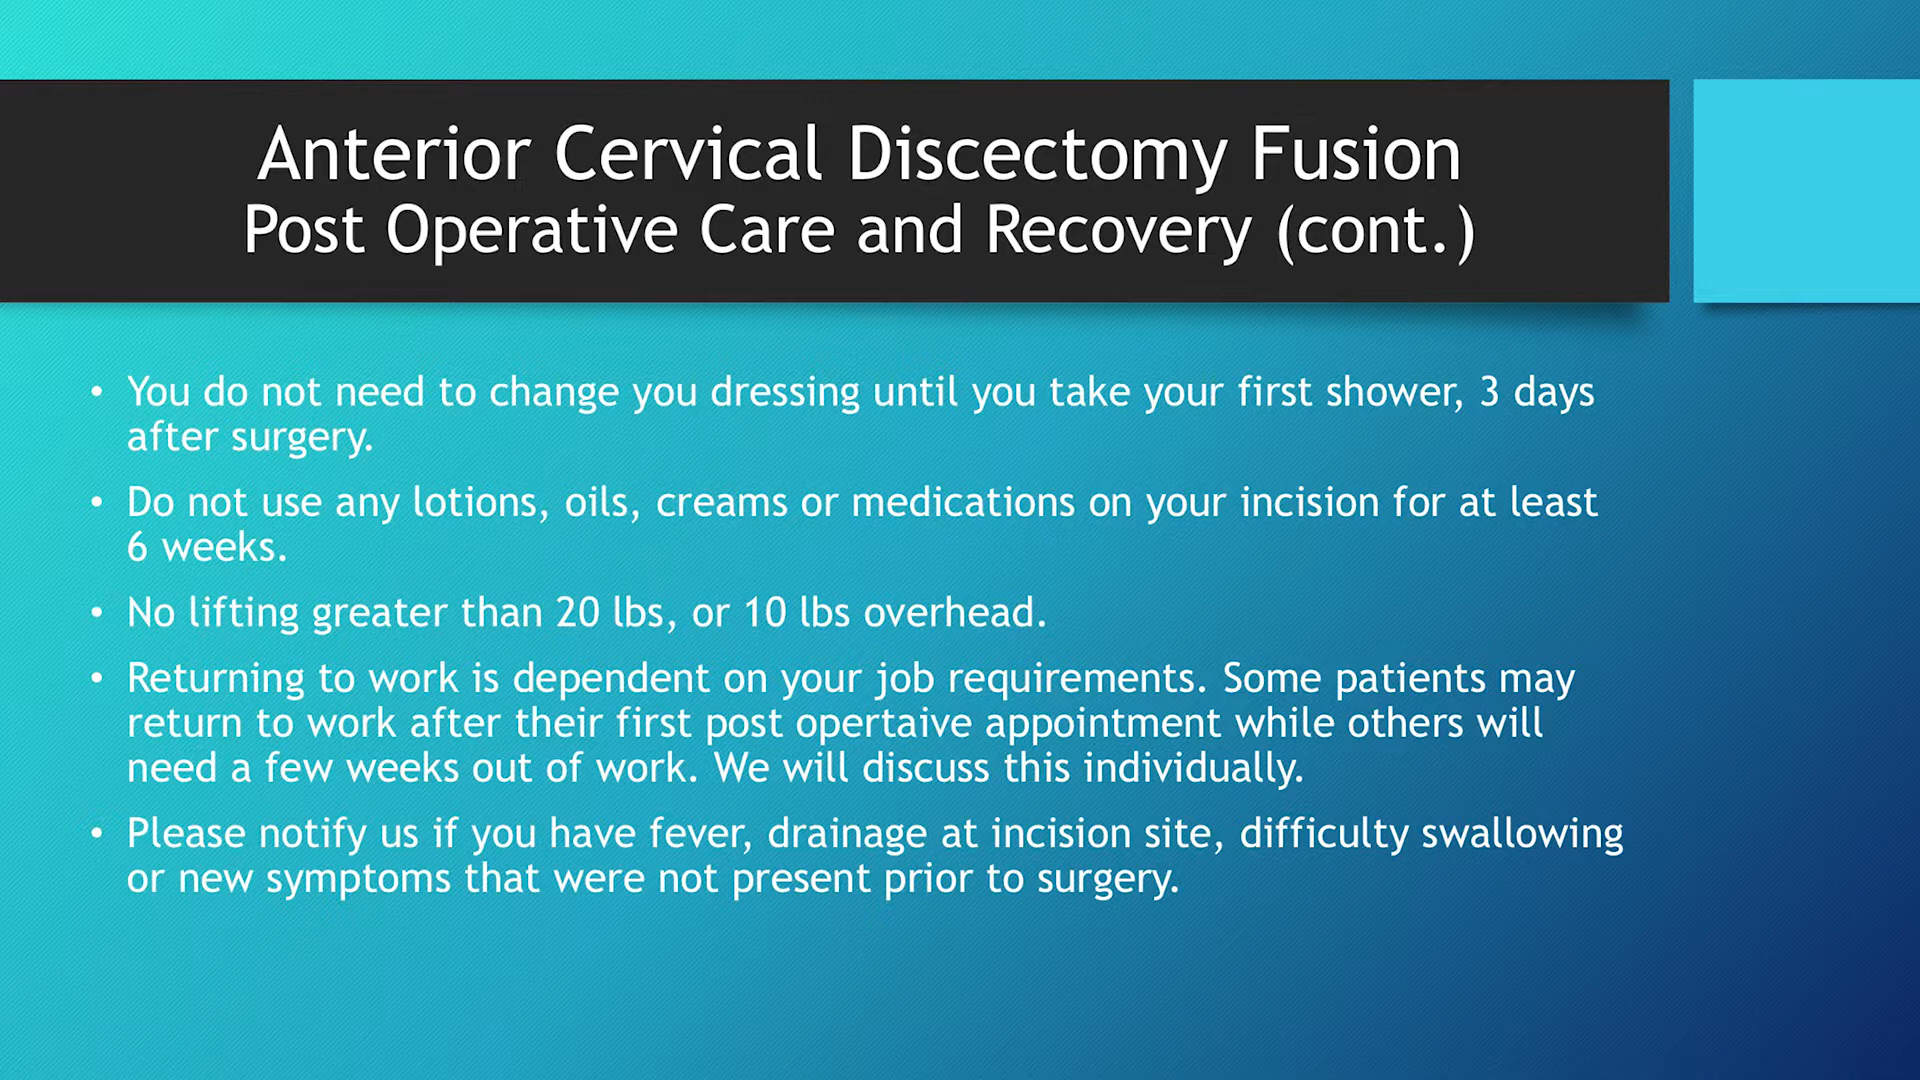 Anterior Cervical Discectomy Fusion
Post Operative Care and Recovery (cont.)
• You do not need to change you dressing until you take your first shower, 3 days
after surgery.
• Do not use any lotions, oils, creams or medications on your incision for at least
6 weeks.
• No lifting greater than 20 lbs, or 10 lbs overhead.
• Returning to work is dependent on your job requirements. Some patients may
return to work after their first post opertaive appointment while others will
need a few weeks out of work. We will discuss this individually.
• Please notify us if you have fever, drainage at incision site, difficulty swallowing
or new symptoms that were not present prior to surgery.